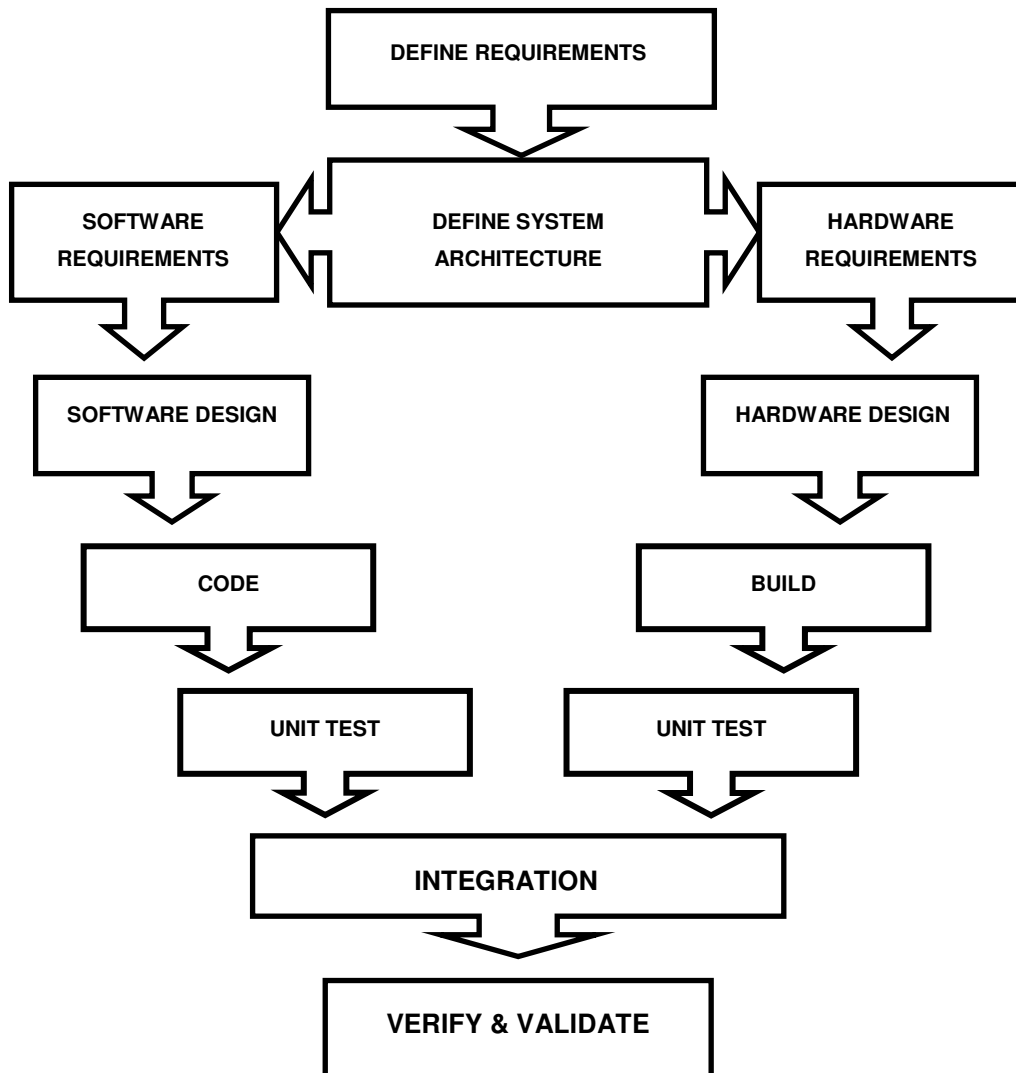 DEFINE REQUIREMENTS
SOFTWARE
REQUIREMENTS
DEFINE SYSTEM
ARCHITECTURE
HARDWARE
REQUIREMENTS
SOFTWARE DESIGN
HARDWARE DESIGN
CODE
BUILD
UNIT TEST
UNIT TEST
INTEGRATION
VERIFY & VALIDATE